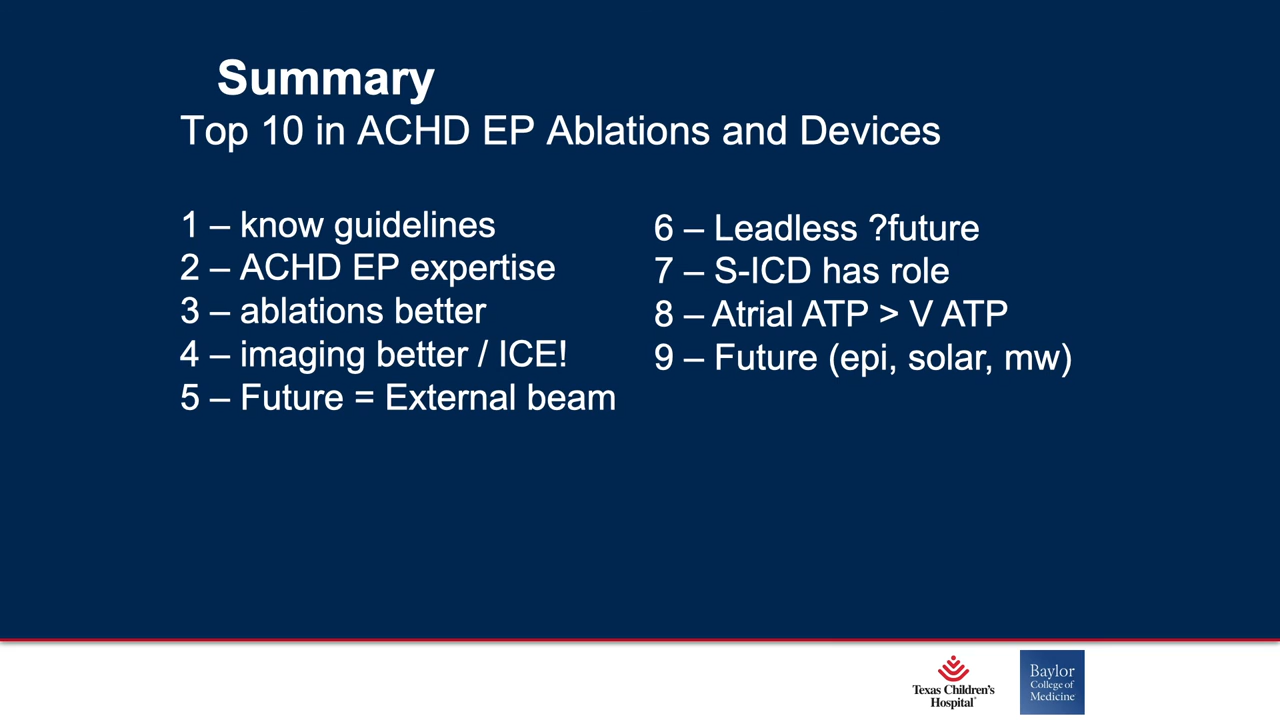 Summary
Top 10 in ACHD EP Ablations and Devices
1 – know guidelines
2 – ACHD EP expertise
3 – ablations better
4 – imaging better / ICE!
5 – Future = External beam
6 – Leadless ?future
7 – S-ICD has role
8 – Atrial ATP > V ATP
9 – Future (epi, solar, mw)
Texas Children's
Hospital
Baylor
College of
Medicine